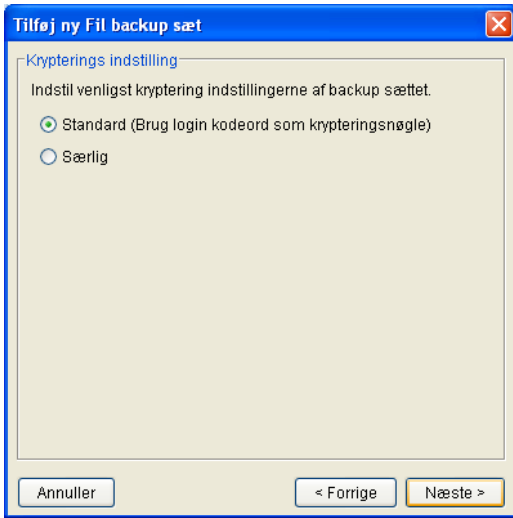 Tilføj ny Fil backup sæt
Krypterings indstilling
Indstil venligst kryptering indstillingerne af backup sættet.
Standard (Brug login kodeord som krypteringsnøgle)
Særlig
Annuller
< Forrige
Næste >